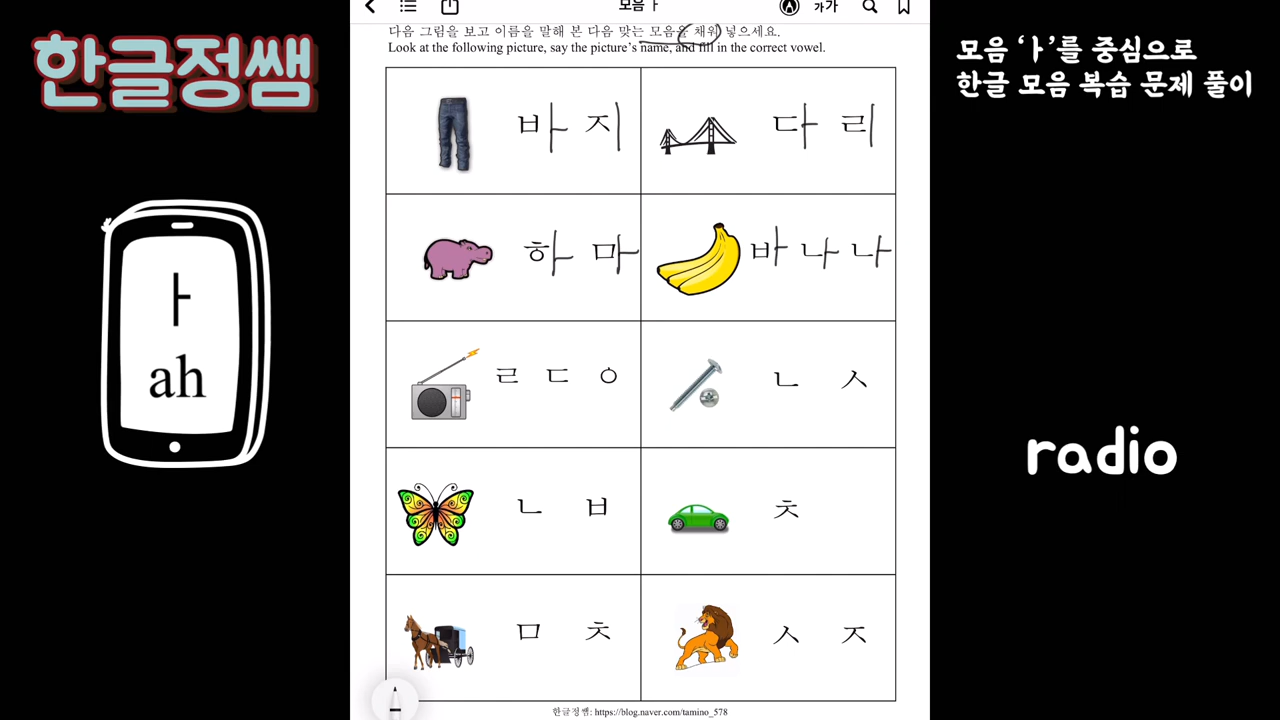 모음 ㅏ
가가
다음 그림을 보고 이름을 말해 본 다음 맞는 모음을 채워 넣으세요.
Look at the following picture, say the picture's name, and fill in the correct vowel.
한글정쌤
모음 'ㅏ'를 중심으로
한글 모음 복습 문제 풀이
바 지
다 리
하 마
바 나 나
ㅏ
ah
ㄹ ㄷ ㅇ
ㄴ ㅅ
radio
ㄴ ㅂ
ㅊ
ㅁ ㅊ
ㅅ ㅈ
한글정쌤: https://blog.naver.com/tamino_578